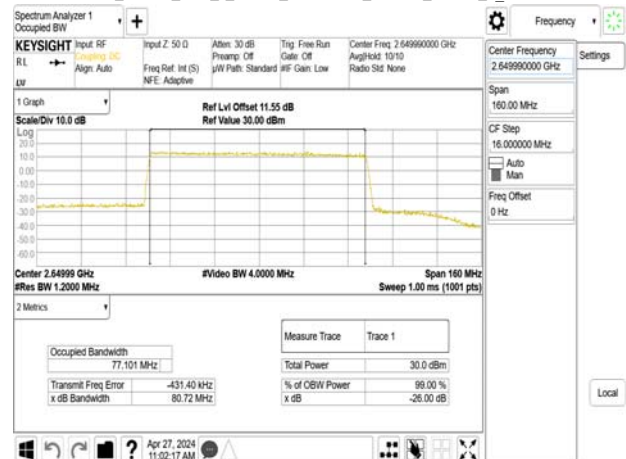 Spectrum Analyzer 1
Occupied BW
Frequency
KEYSIGHT
RL
Input: RF
Coupling: DC
Align: Auto
Input Z: 50 Ω
Freq Ref: Int (S)
NFE: Adaptive
Atten: 30 dB
Preamp: Off
µW Path: Standard
Trig: Free Run
Gate: Off
#IF Gain: Low
Center Freq: 2.649990000 GHz
Avg|Hold: 10/10
Radio Std: None
Center Frequency
2.649990000 GHz
Settings
Span
160.00 MHz
CF Step
16.000000 MHz
Auto
Man
Freq Offset
0 Hz
1 Graph
Scale/Div 10.0 dB
Ref Lvl Offset 11.55 dB
Ref Value 30.00 dBm
Log
20.0
10.0
0.00
-10.0
-20.0
-30.0
-40.0
-50.0
-60.0
Center 2.64999 GHz
#Res BW 1.2000 MHz
#Video BW 4.0000 MHz
Span 160 MHz
Sweep 1.00 ms (1001 pts)
2 Metrics
Measure Trace Trace 1
Occupied Bandwidth
77.101 MHz
Total Power 30.0 dBm
Transmit Freq Error -431.40 kHz
% of OBW Power 99.00 %
x dB Bandwidth 80.72 MHz
x dB -26.00 dB
Local
?
Apr 27, 2024
11:02:17 AM